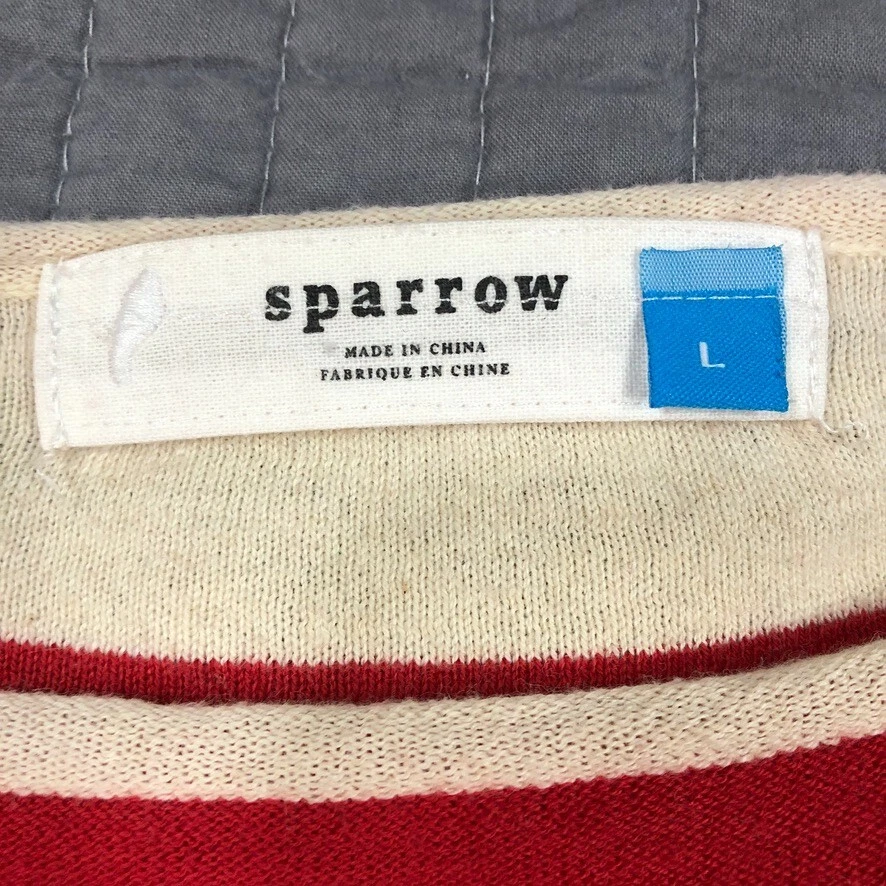 sparrow
MADE IN CHINA
FABRIQUE EN CHINE
L